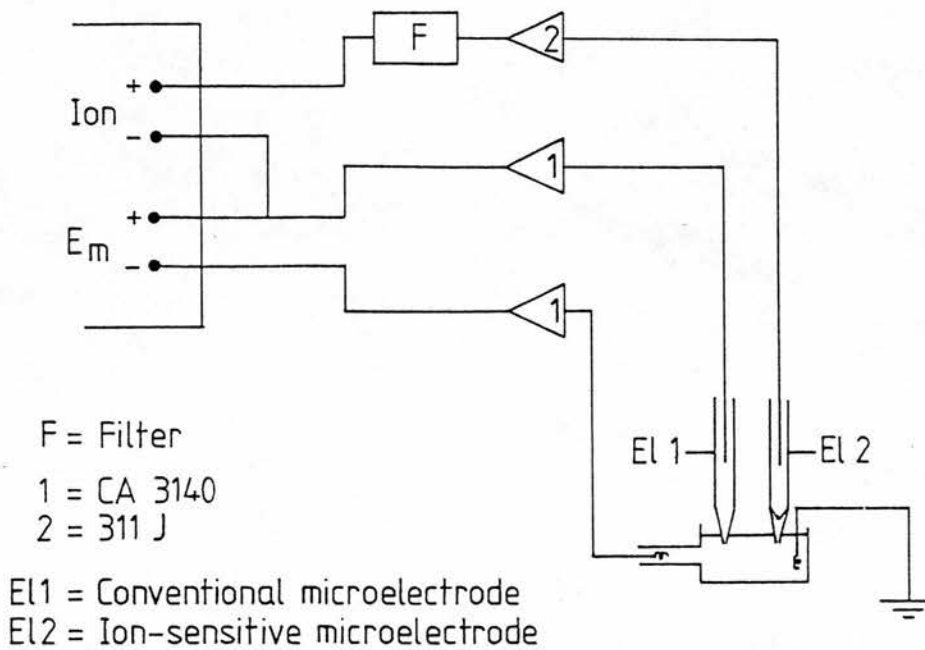 F
2
+
Ion
-
1
+
Em
-
1
F = Filter
El 1
El 2
1 = CA 3140
2 = 311 J
E
El1 = Conventional microelectrode
El2 = Ion-sensitive microelectrode